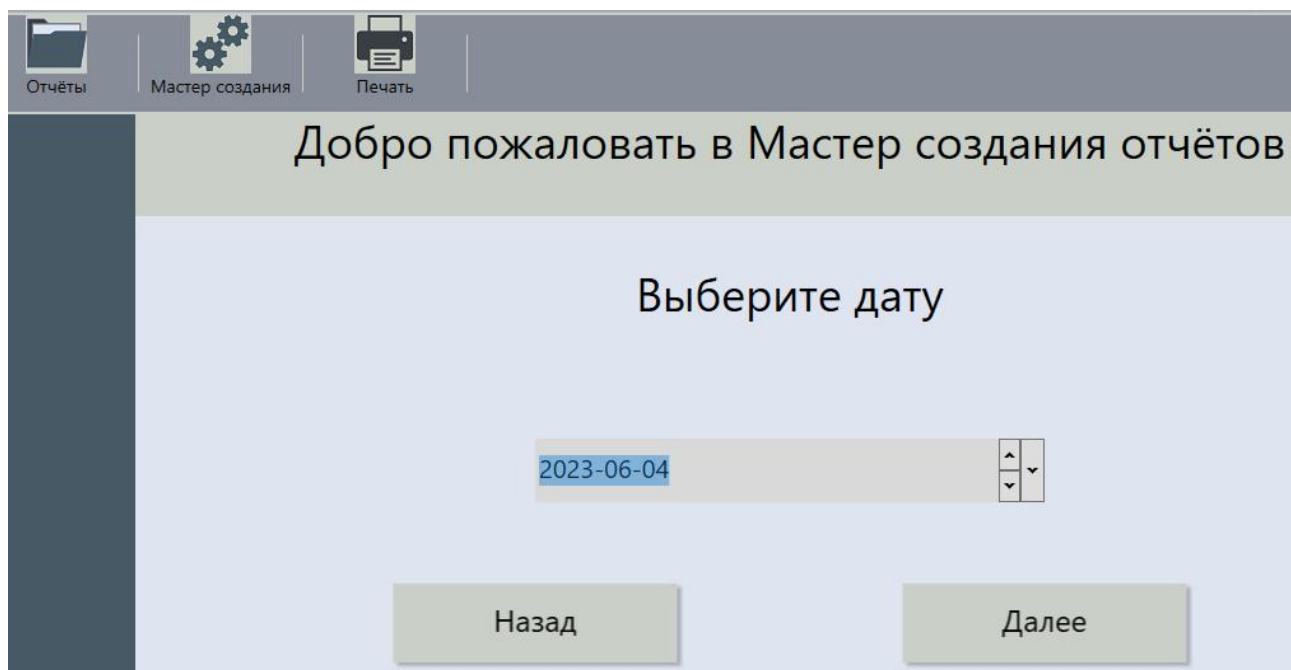 Отчёты
Мастер создания
Печать
Добро пожаловать в Мастер создания отчётов
Выберите дату
2023-06-04
Назад
Далее